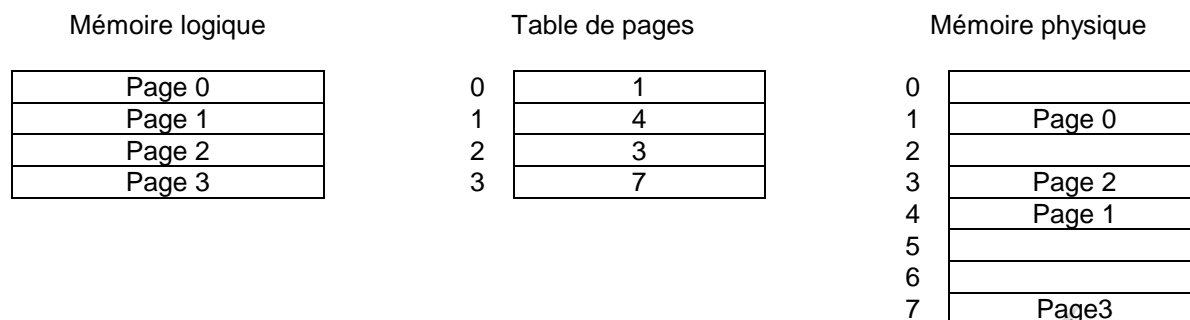 Mémoire logique Table de pages Mémoire physique
Page 0 0 1 0
Page 1 1 4 1 Page 0
Page 2 2 3 2
Page 3 3 7 3 Page 2
4 Page 1
5
6
7 Page3